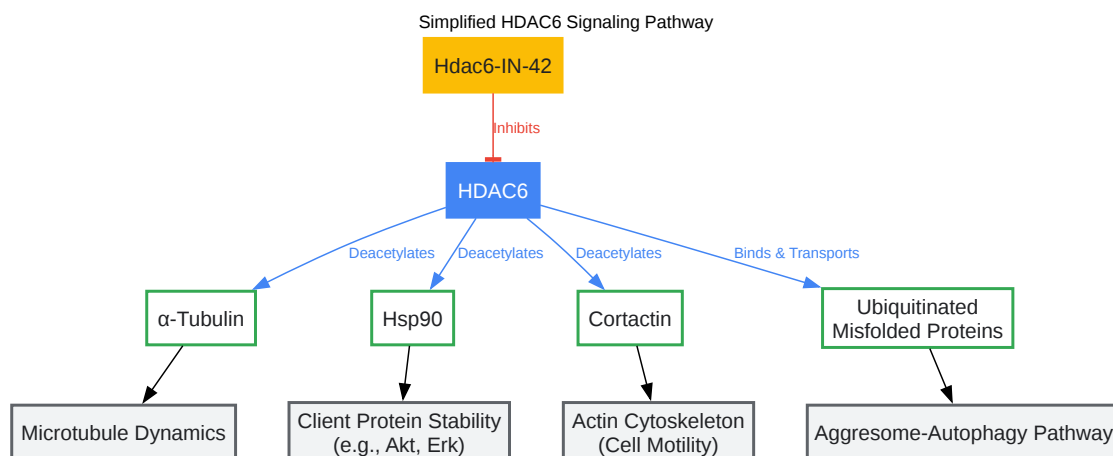 Simplified HDAC6 Signaling Pathway
Hdac6-IN-42
Inhibits
HDAC6
Deacetylates
Deacetylates
Deacetylates
Binds & Transports
α-Tubulin
Hsp90
Cortactin
Ubiquitinated
Misfolded Proteins
Microtubule Dynamics
Client Protein Stability
(e.g., Akt, Erk)
Actin Cytoskeleton
(Cell Motility)
Aggresome-Autophagy Pathway